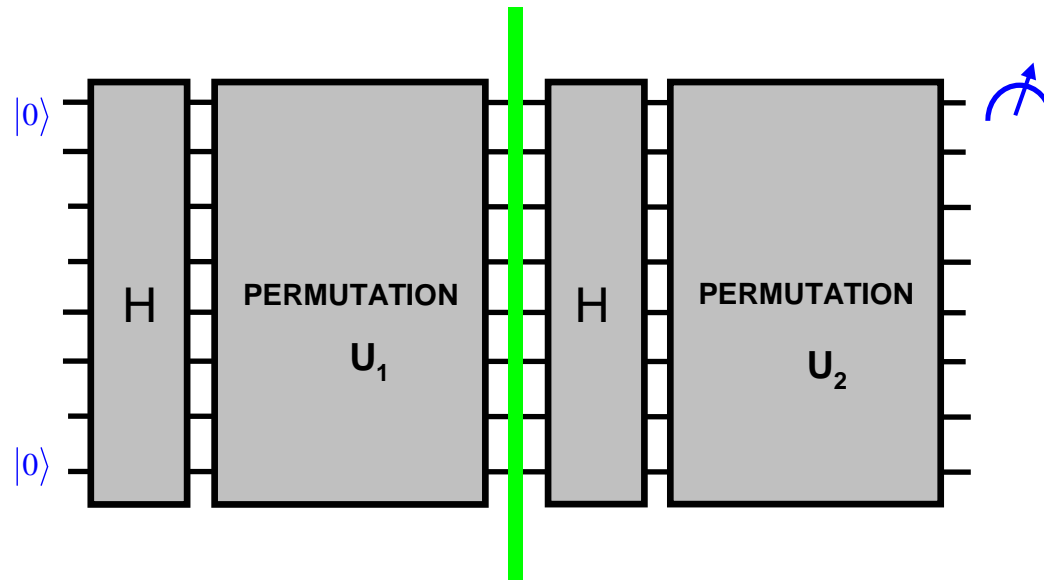 |0⟩
|0⟩
H
PERMUTATION
U₁
H
PERMUTATION
U₂